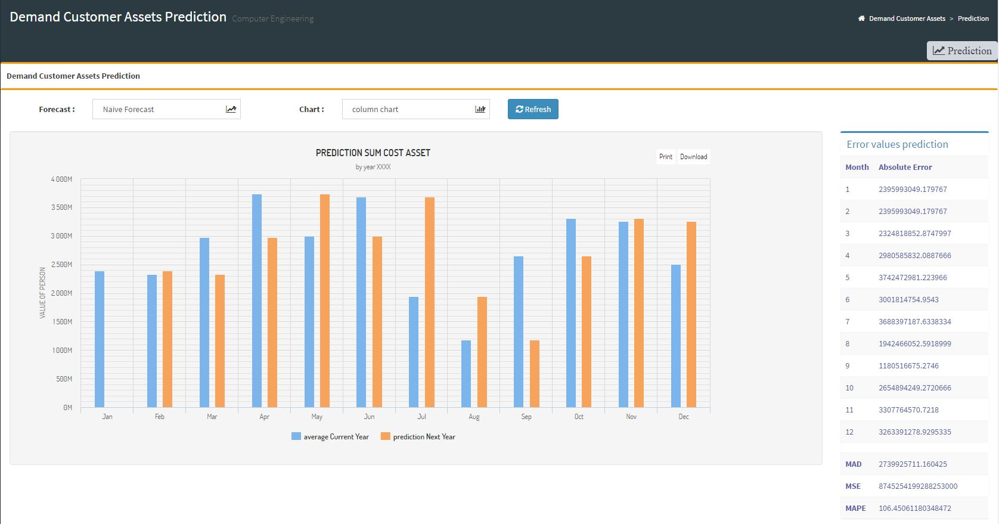 Demand Customer Assets Prediction Computer Engineering
Demand Customer Assets > Prediction
Prediction
Demand Customer Assets Prediction
Forecast : Naive Forecast Chart : column chart Refresh
PREDICTION SUM COST ASSET
by year XXXX
Print Download
VALUE OF PERSON
4 000M
3 500M
3 000M
2 500M
2 000M
1 500M
1 000M
500M
0M
Jan Feb Mar Apr May Jun Jul Aug Sep Oct Nov Dec
average Current Year prediction Next Year
Error values prediction
Month Absolute Error
1 2395993049.179767
2 2395993049.179767
3 2324818852.8747997
4 2980585832.0887666
5 3742472981.223966
6 3001814754.9543
7 3688397187.6338334
8 1942466052.5918999
9 1180516675.2746
10 2654894249.2720666
11 3307764570.7218
12 3263391278.9295335
MAD 2739925711.160425
MSE 8745254199288253000
MAPE 106.45061180348472